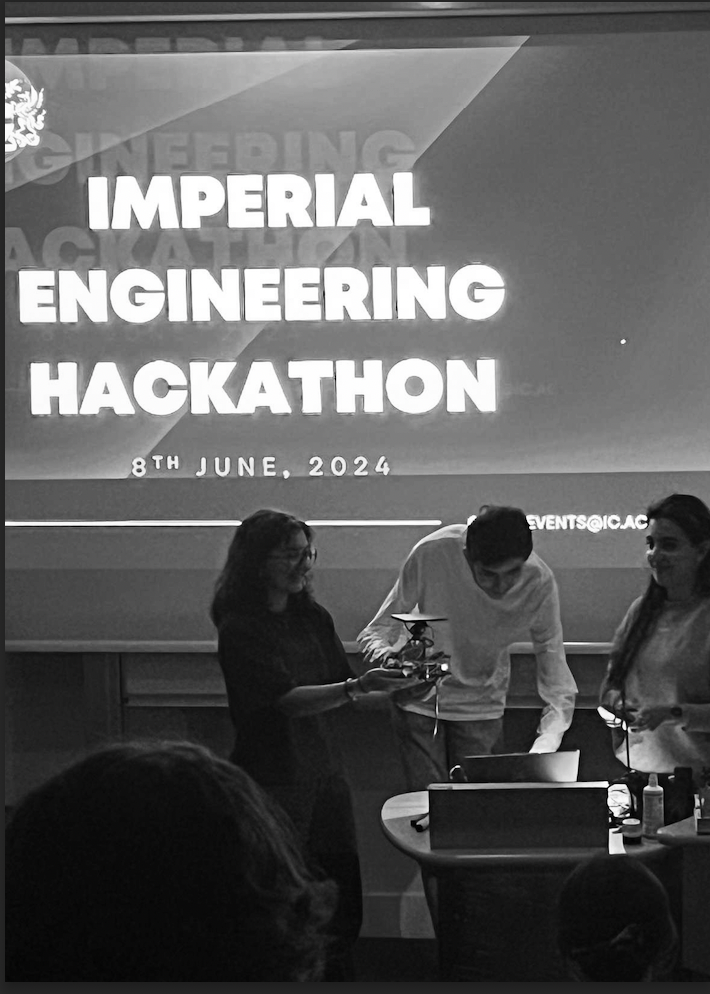 IMPERIAL
ENGINEERING
HACKATHON
8TH JUNE, 2024
EVENTS@IC.AC